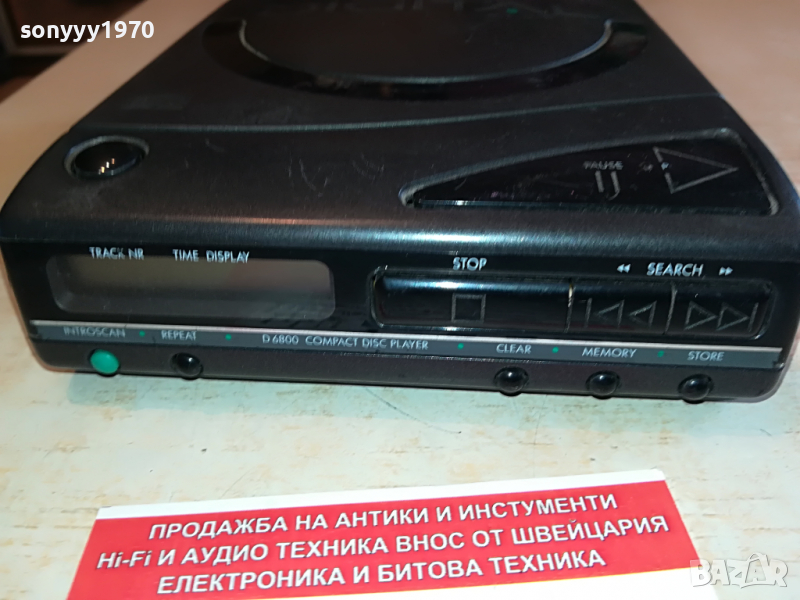 sonyyy1970
PAUSE
TRACK NR TIME DISPLAY
STOP
SEARCH
INTROSCAN REPEAT D6800 COMPACT DISC PLAYER CLEAR MEMORY STORE
ПРОДАЖБА НА АНТИКИ И ИНСТУМЕНТИ
Hi-Fi И АУДИО ТЕХНИКА ВНОС ОТ ШВЕЙЦАРИЯ
ЕЛЕКТРОНИКА И БИТОВА ТЕХНИКА
BAZAR